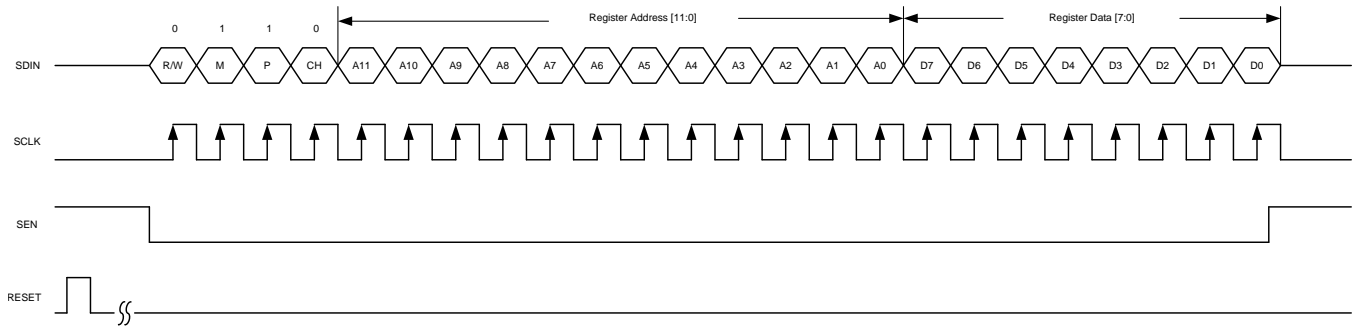 0 1 1 0 Register Address [11:0] Register Data [7:0]
SDIN R/W M P CH A11 A10 A9 A8 A7 A6 A5 A4 A3 A2 A1 A0 D7 D6 D5 D4 D3 D2 D1 D0
SCLK
SEN
RESET